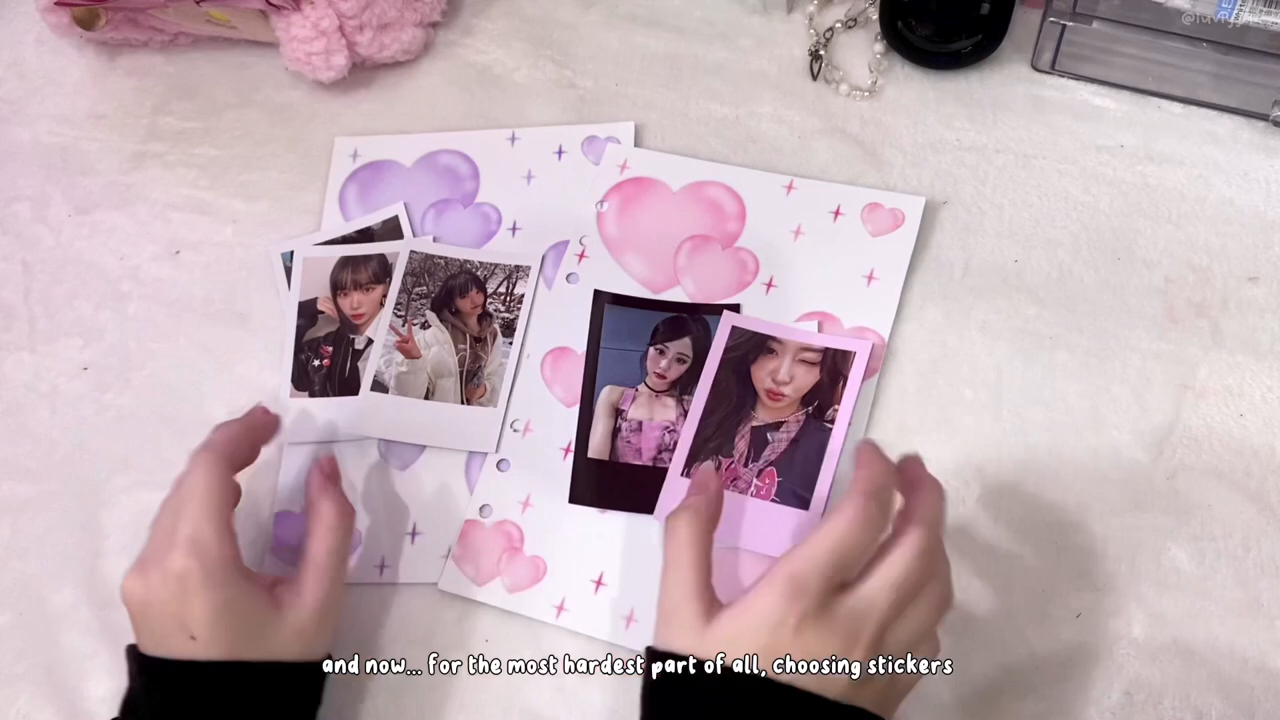 and now... for the most hardest part of all, choosing stickers